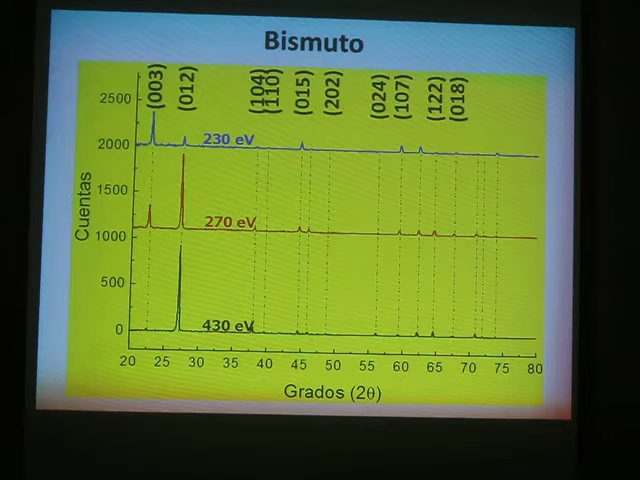 Bismuto
(003) (012) (104) (110) (015) (202) (024) (107) (122) (018)
2500
2000
1500
1000
500
0
Cuentas
230 eV
270 eV
430 eV
20 25 30 35 40 45 50 55 60 65 70 75 80
Grados (2θ)